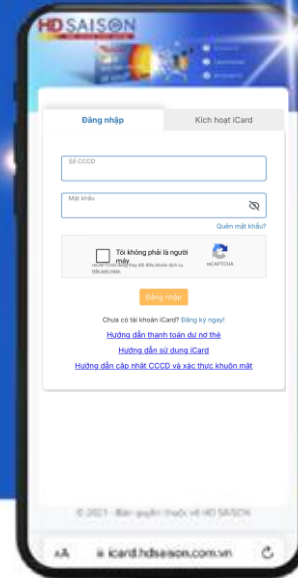 HD SAISON
Đăng nhập
Kích hoạt iCard
Số CCCD
Mật khẩu
Quên mật khẩu?
Tôi không phải là người
máy
reCAPTCHA
Đăng nhập
Chưa có tài khoản iCard? Đăng ký ngay!
Hướng dẫn thanh toán dư nợ thẻ
Hướng dẫn sử dụng iCard
Hướng dẫn cập nhật CCCD và xác thực khuôn mặt
Bản quyền thuộc về HD SAISON
AA
icard.hdsaison.com.vn